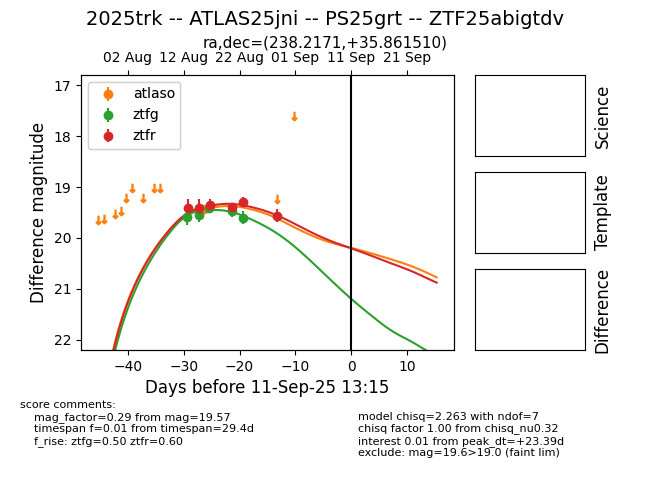 2025trk -- ATLAS25jni -- PS25grt -- ZTF25abigtdv
ra,dec=(238.2171,+35.861510)
02 Aug 12 Aug 22 Aug 01 Sep 11 Sep 21 Sep
atlaso
ztfg
ztfr
17
18
19
20
21
22
Difference magnitude
−40 −30 −20 −10 0 10
Days before 11-Sep-25 13:15
Science
Template
Difference
score comments:
mag_factor=0.29 from mag=19.57
timespan f=0.01 from timespan=29.4d
f_rise: ztfg=0.50 ztfr=0.60
model chisq=2.263 with ndof=7
chisq factor 1.00 from chisq_nu0.32
interest 0.01 from peak_dt=+23.39d
exclude: mag=19.6>19.0 (faint lim)